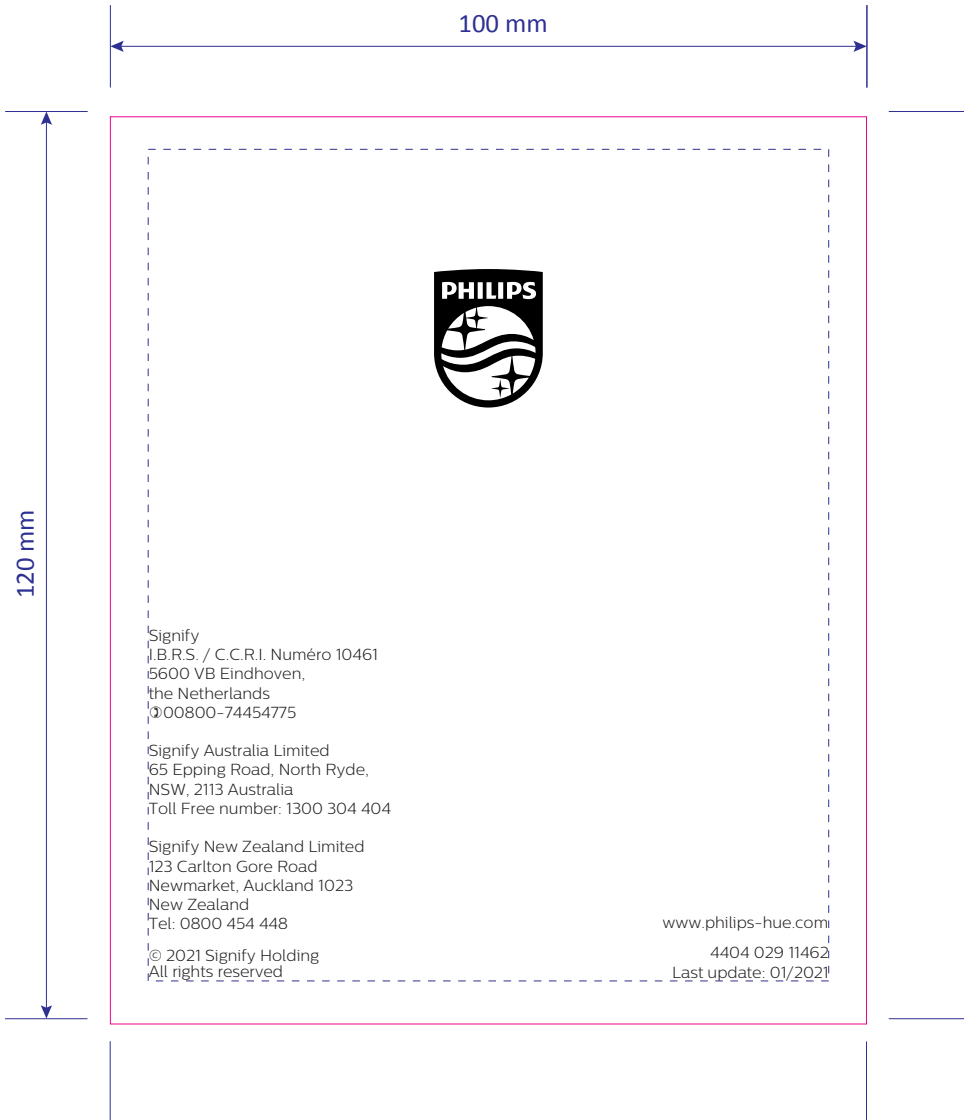 100 mm
120 mm
PHILIPS
Signify
I.B.R.S. / C.C.R.I. Numéro 10461
5600 VB Eindhoven,
the Netherlands
✆00800-74454775
Signify Australia Limited
65 Epping Road, North Ryde,
NSW, 2113 Australia
Toll Free number: 1300 304 404
Signify New Zealand Limited
123 Carlton Gore Road
Newmarket, Auckland 1023
New Zealand
Tel: 0800 454 448
© 2021 Signify Holding
All rights reserved
www.philips-hue.com
4404 029 11462
Last update: 01/2021